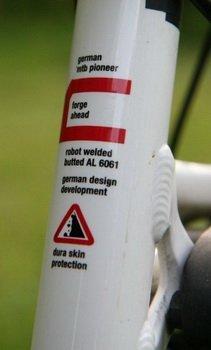 german
mtb pioneer
forge
ahead
robot welded
butted AL 6061
german design
development
dura skin
protection